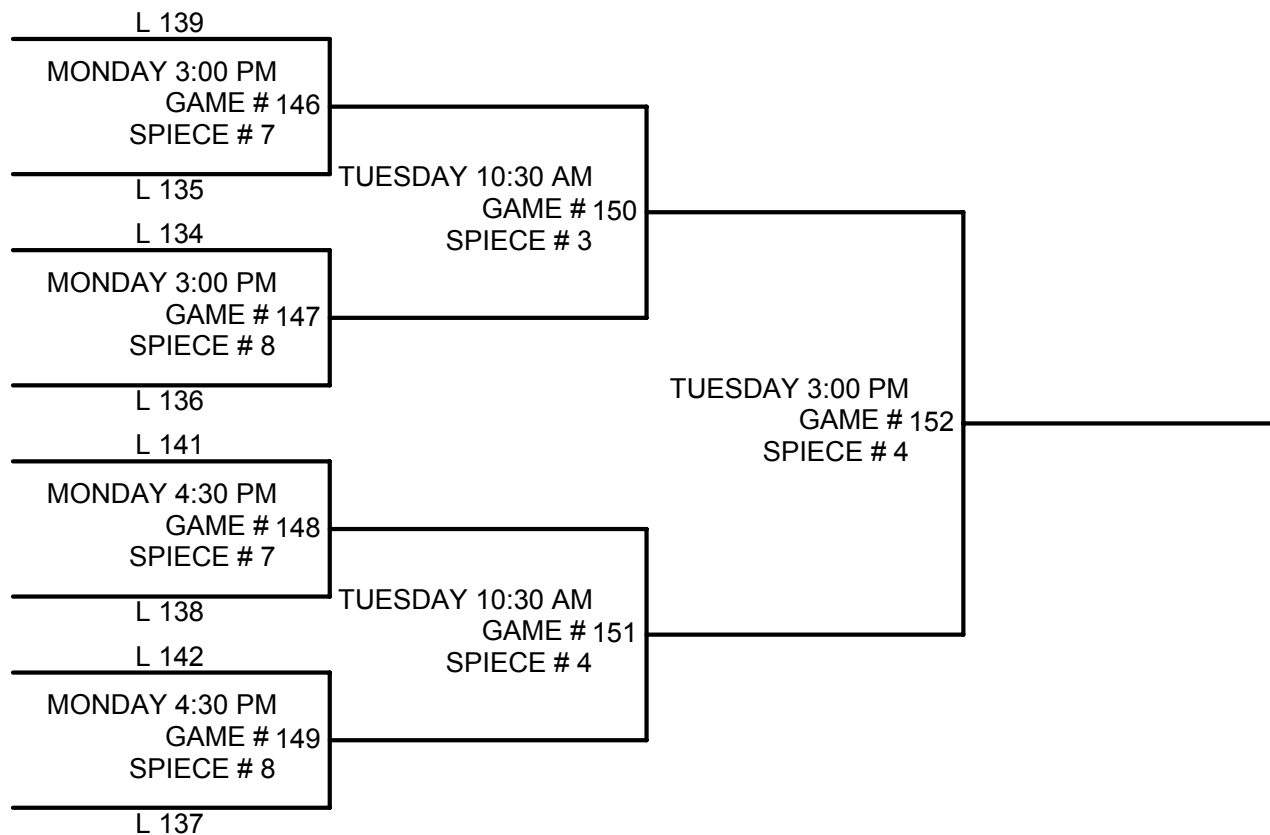 L 139
MONDAY 3:00 PM
GAME # 146
SPIECE # 7
L 135
TUESDAY 10:30 AM
GAME # 150
SPIECE # 3
L 134
MONDAY 3:00 PM
GAME # 147
SPIECE # 8
L 136
TUESDAY 3:00 PM
GAME # 152
SPIECE # 4
L 141
MONDAY 4:30 PM
GAME # 148
SPIECE # 7
L 138
TUESDAY 10:30 AM
GAME # 151
SPIECE # 4
L 142
MONDAY 4:30 PM
GAME # 149
SPIECE # 8
L 137